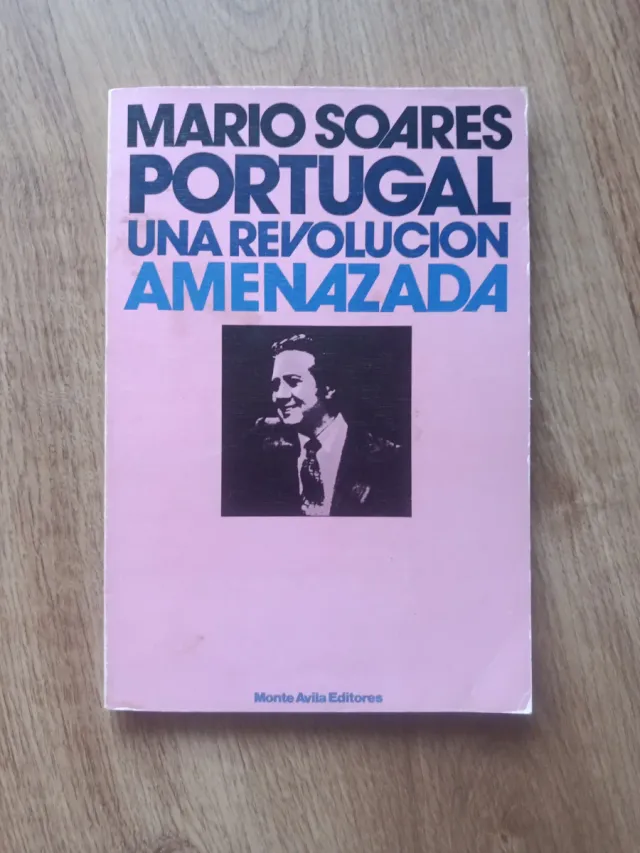 MARIO SOARES
PORTUGAL
UNA REVOLUCION
AMENAZADA
Monte Avila Editores